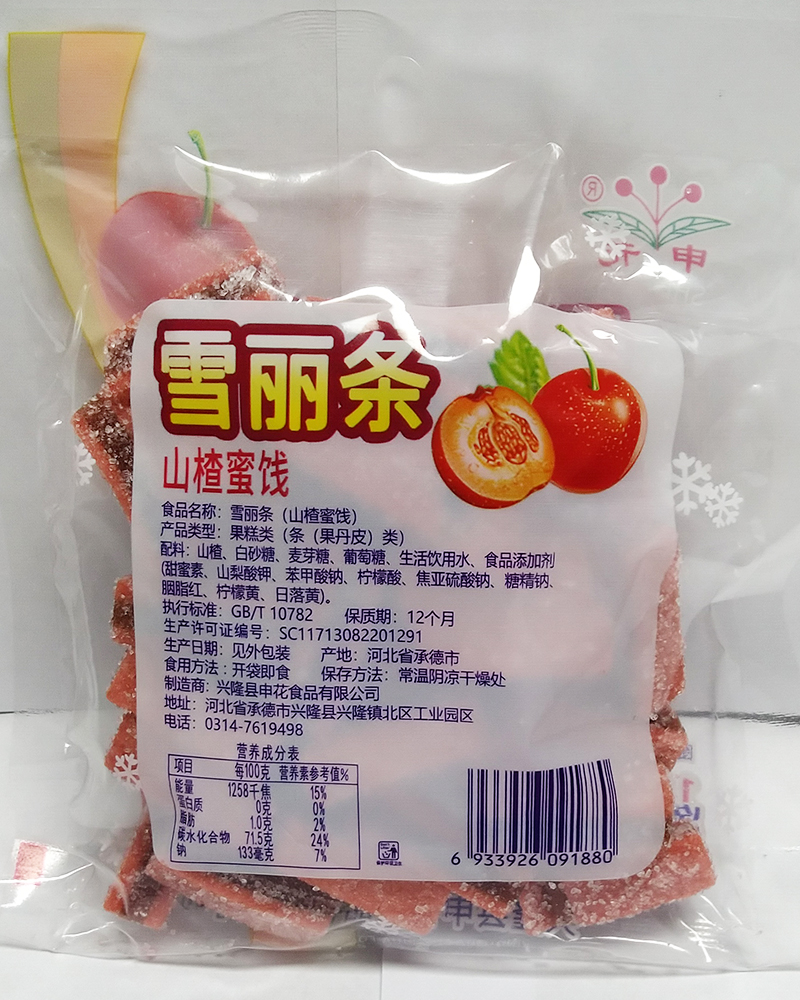 雪丽条
山楂蜜饯
食品名称：雪丽条（山楂蜜饯）
产品类型：果糕类（条（果丹皮）类）
配料：山楂、白砂糖、麦芽糖、葡萄糖、生活饮用水、食品添加剂
(甜蜜素、山梨酸钾、苯甲酸钠、柠檬酸、焦亚硫酸钠、糖精钠、
胭脂红、柠檬黄、日落黄)。
执行标准：GB/T 10782 保质期：12个月
生产许可证编号：SC11713082201291
生产日期：见外包装 产地：河北省承德市
食用方法：开袋即食 保存方法：常温阴凉干燥处
制造商：兴隆县申花食品有限公司
地址：河北省承德市兴隆县兴隆镇北区工业园区
电话：0314-7619498
营养成分表
项目 每100克 营养素参考值%
能量 1258千焦 15%
蛋白质 0克 0%
脂肪 1.0克 2%
碳水化合物 71.5克 24%
钠 133毫克 7%
6 933926 091880
®
申花